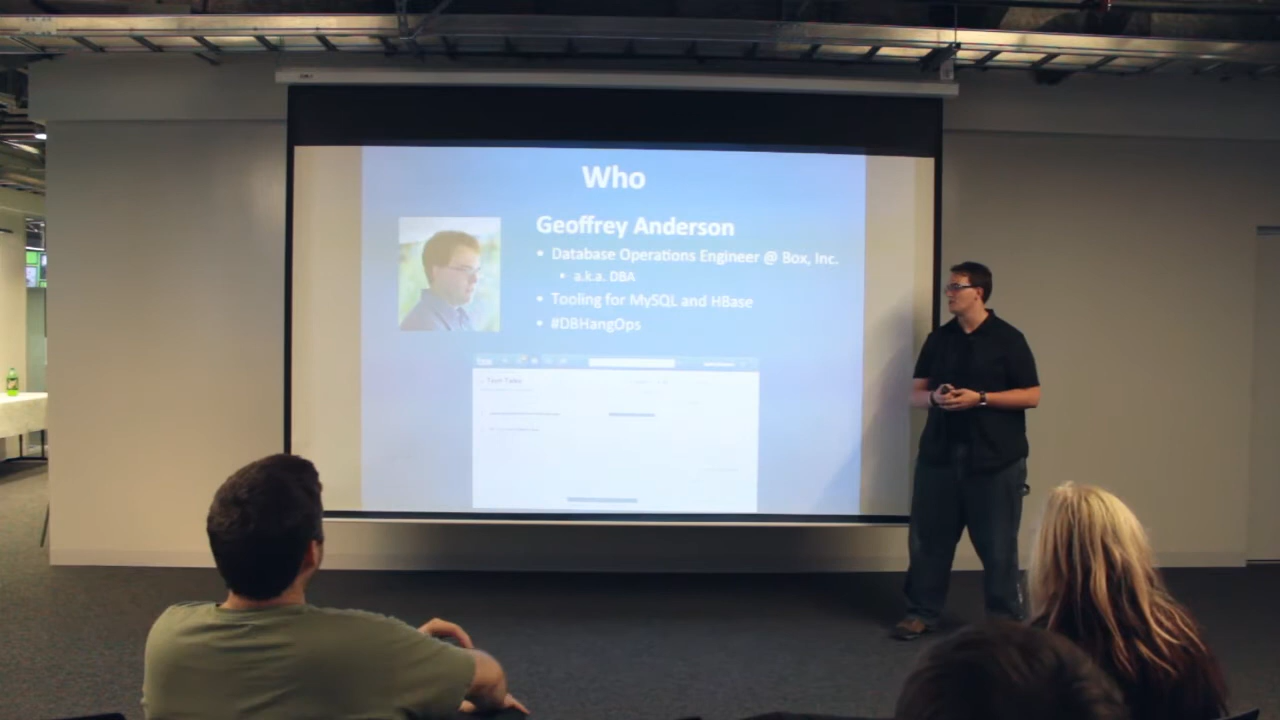 Who
Geoffrey Anderson
• Database Operations Engineer @ Box, Inc.
• a.k.a. DBA
• Tooling for MySQL and HBase
• #DBHangOps